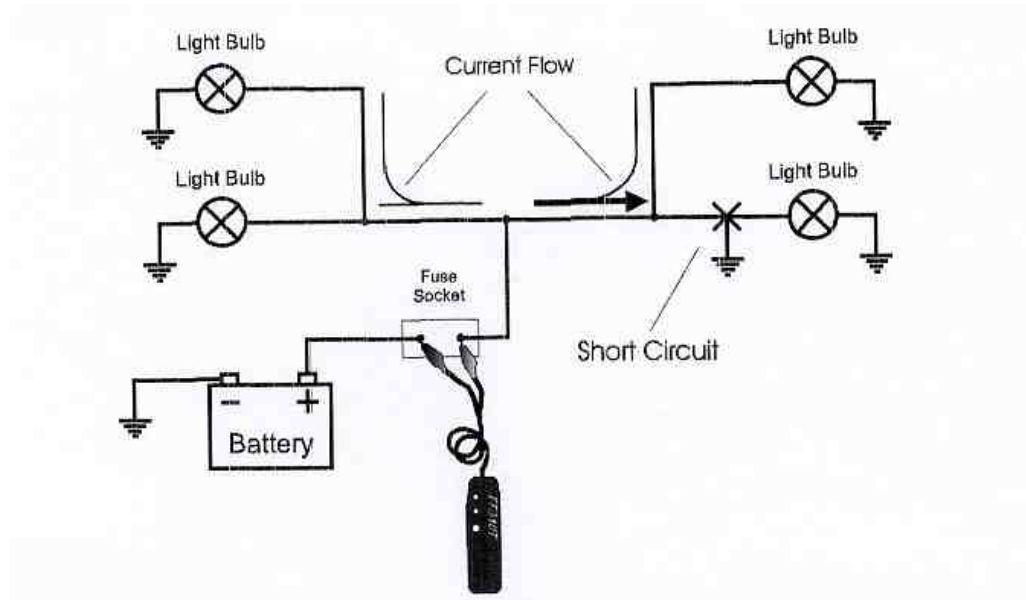 Light Bulb
Current Flow
Light Bulb
Light Bulb
Light Bulb
Fuse
Socket
Short Circuit
- +
Battery